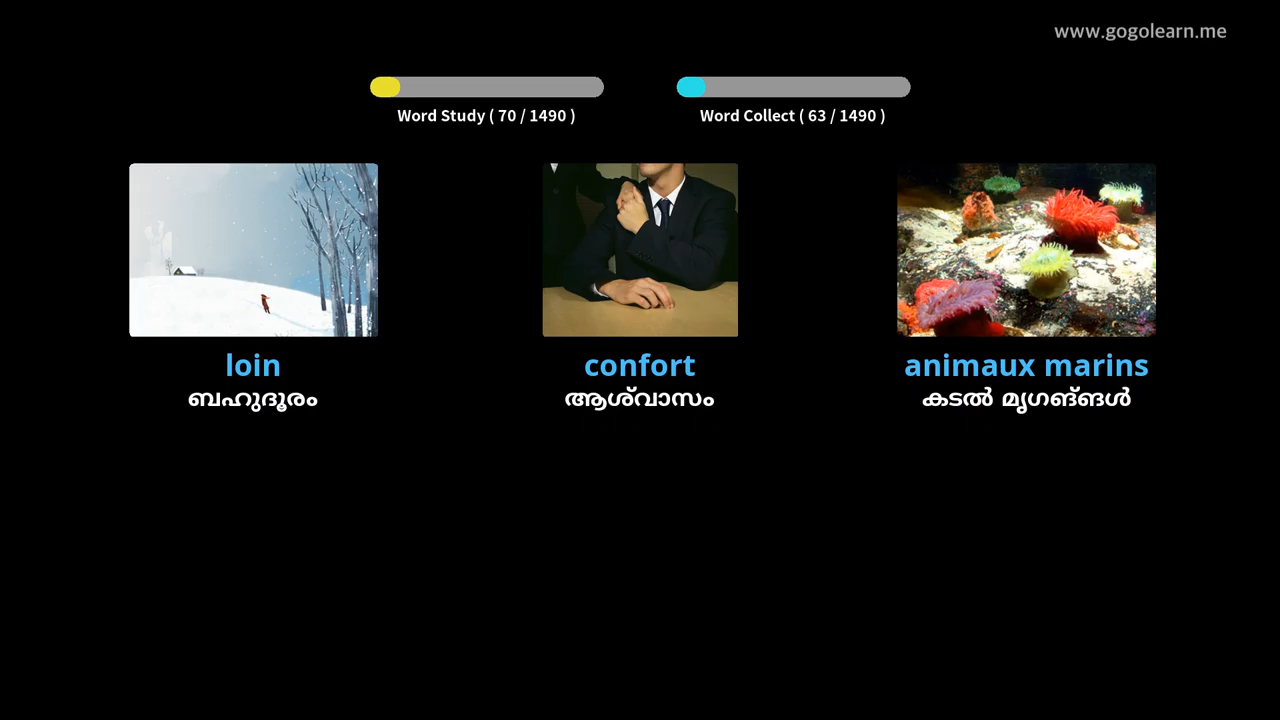 www.gogolearn.me
Word Study ( 70 / 1490 )
Word Collect ( 63 / 1490 )
loin
ബഹുദൂരം
confort
ആശ്വാസം
animaux marins
കടൽ മൃഗങ്ങൾ